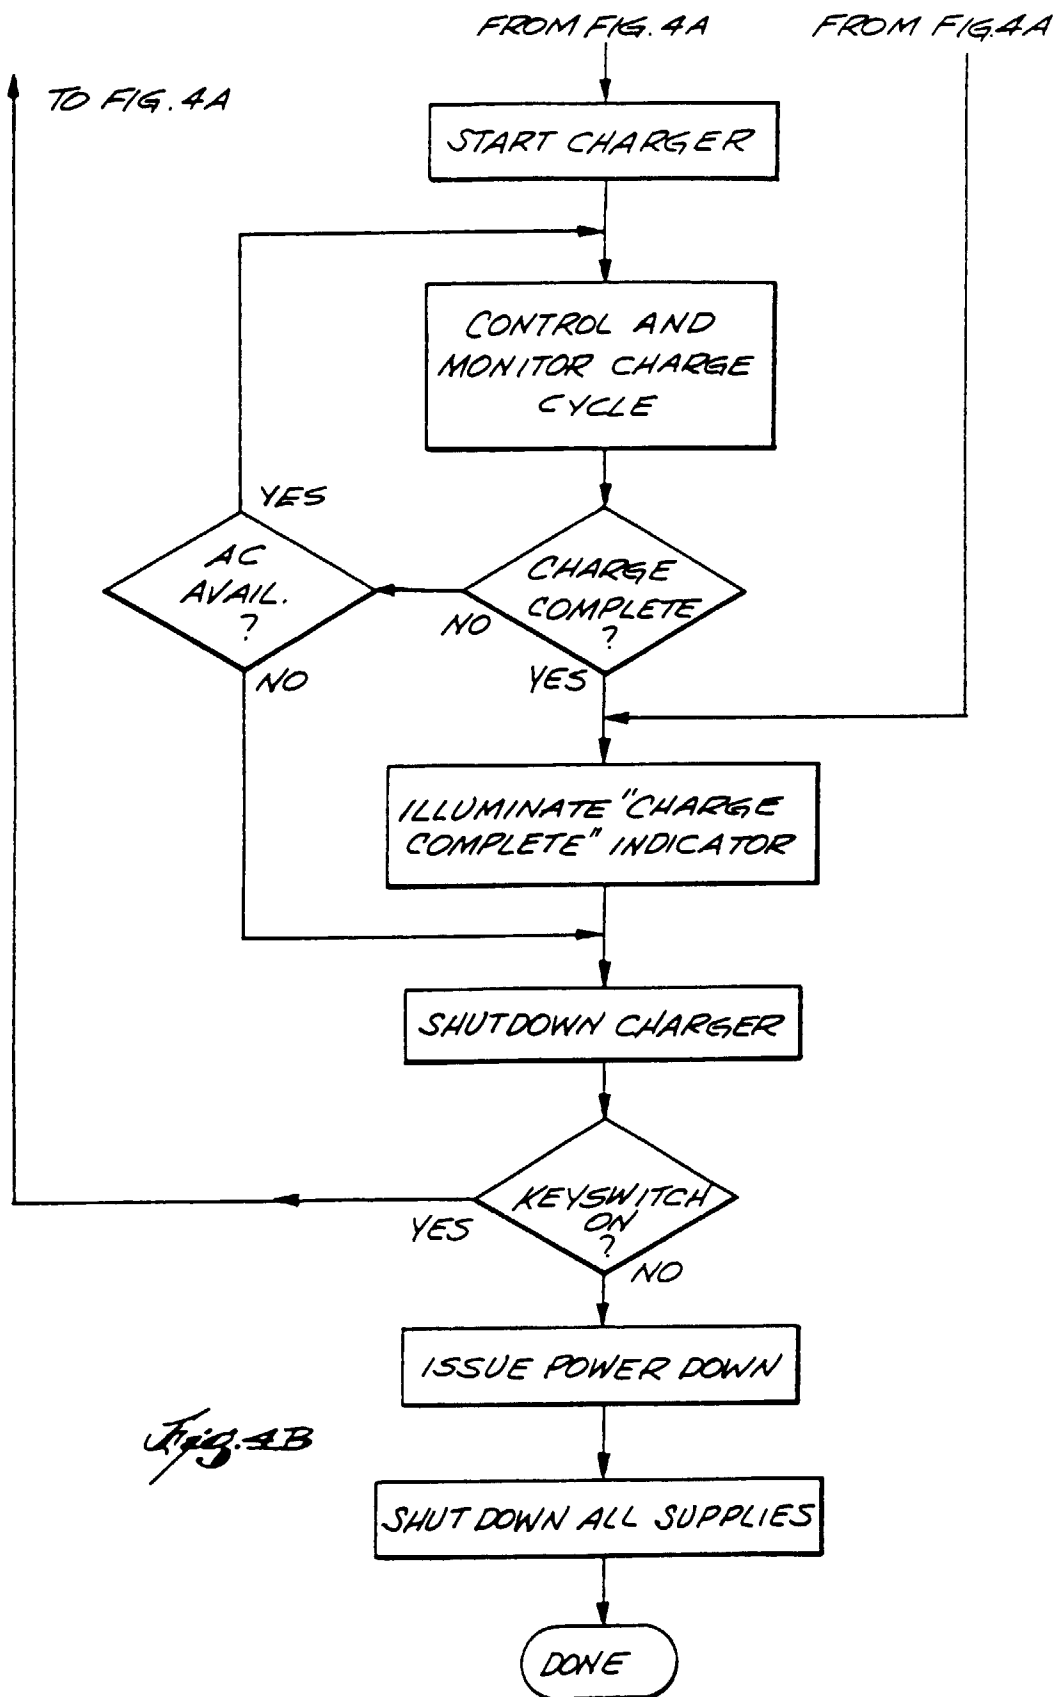 FROM FIG. 4A
FROM FIG.4A
TO FIG. 4A
START CHARGER
CONTROL AND
MONITOR CHARGE
CYCLE
YES
AC
AVAIL.
?
NO
CHARGE
COMPLETE
?
NO
YES
ILLUMINATE "CHARGE
COMPLETE" INDICATOR
SHUTDOWN CHARGER
KEYSWITCH
ON
?
YES
NO
ISSUE POWER DOWN
Fig. 4B
SHUT DOWN ALL SUPPLIES
DONE